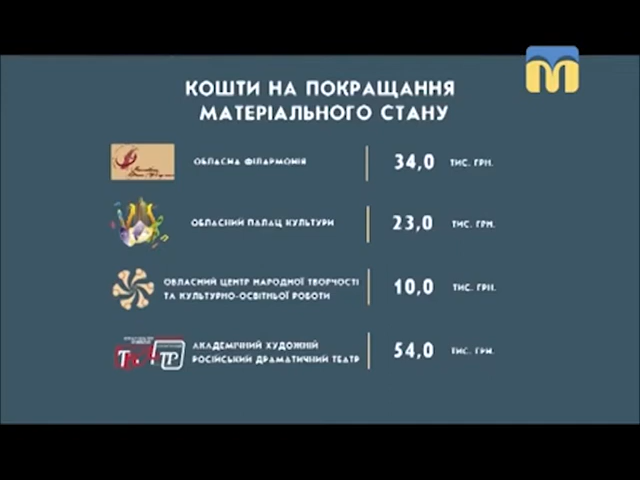 КОШТИ НА ПОКРАЩАННЯ
МАТЕРІАЛЬНОГО СТАНУ
ОБЛАСНА ФІЛАРМОНІЯ
34,0 ТИС. ГРН.
ОБЛАСНИЙ ПАЛАЦ КУЛЬТУРИ
23,0 ТИС. ГРН.
ОБЛАСНИЙ ЦЕНТР НАРОДНОЇ ТВОРЧОСТІ
ТА КУЛЬТУРНО-ОСВІТНЬОЇ РОБОТИ
10,0 ТИС. ГРН.
АКАДЕМІЧНИЙ ХУДОЖНІЙ
РОСІЙСЬКИЙ ДРАМАТИЧНИЙ ТЕАТР
54,0 ТИС. ГРН.